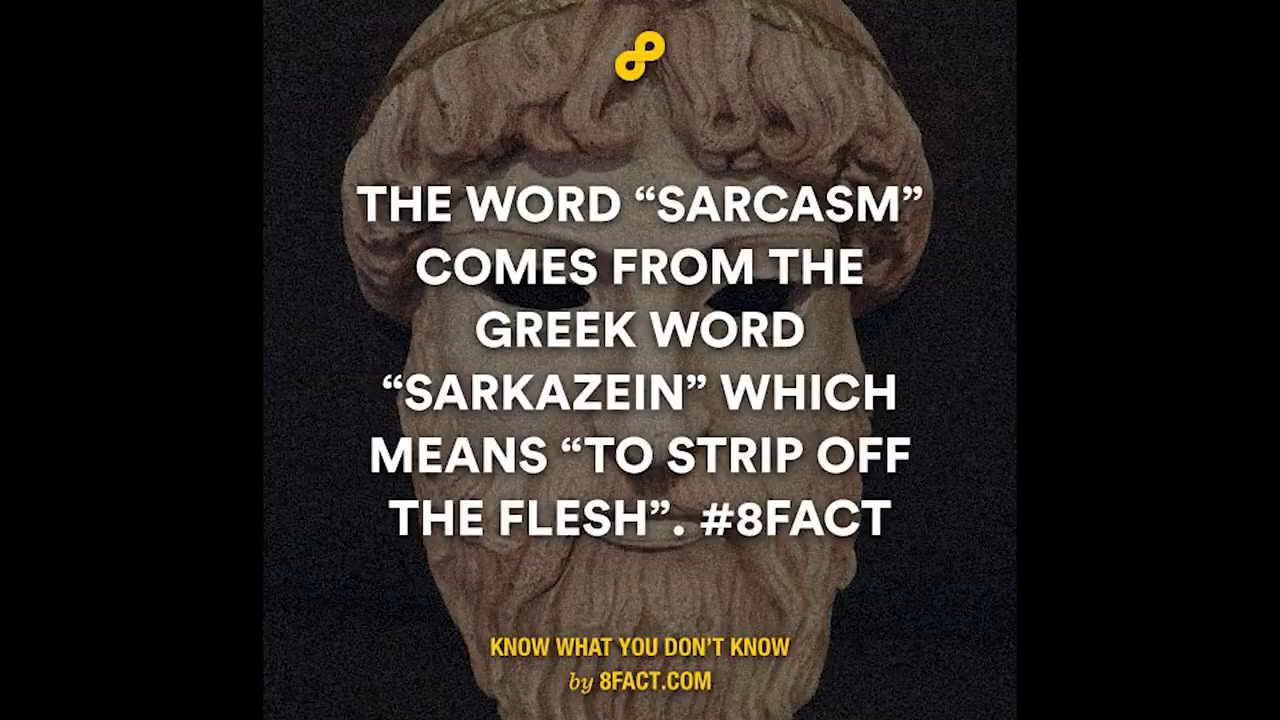 THE WORD “SARCASM”
COMES FROM THE
GREEK WORD
“SARKAZEIN” WHICH
MEANS “TO STRIP OFF
THE FLESH”. #8FACT
KNOW WHAT YOU DON’T KNOW
by 8FACT.COM